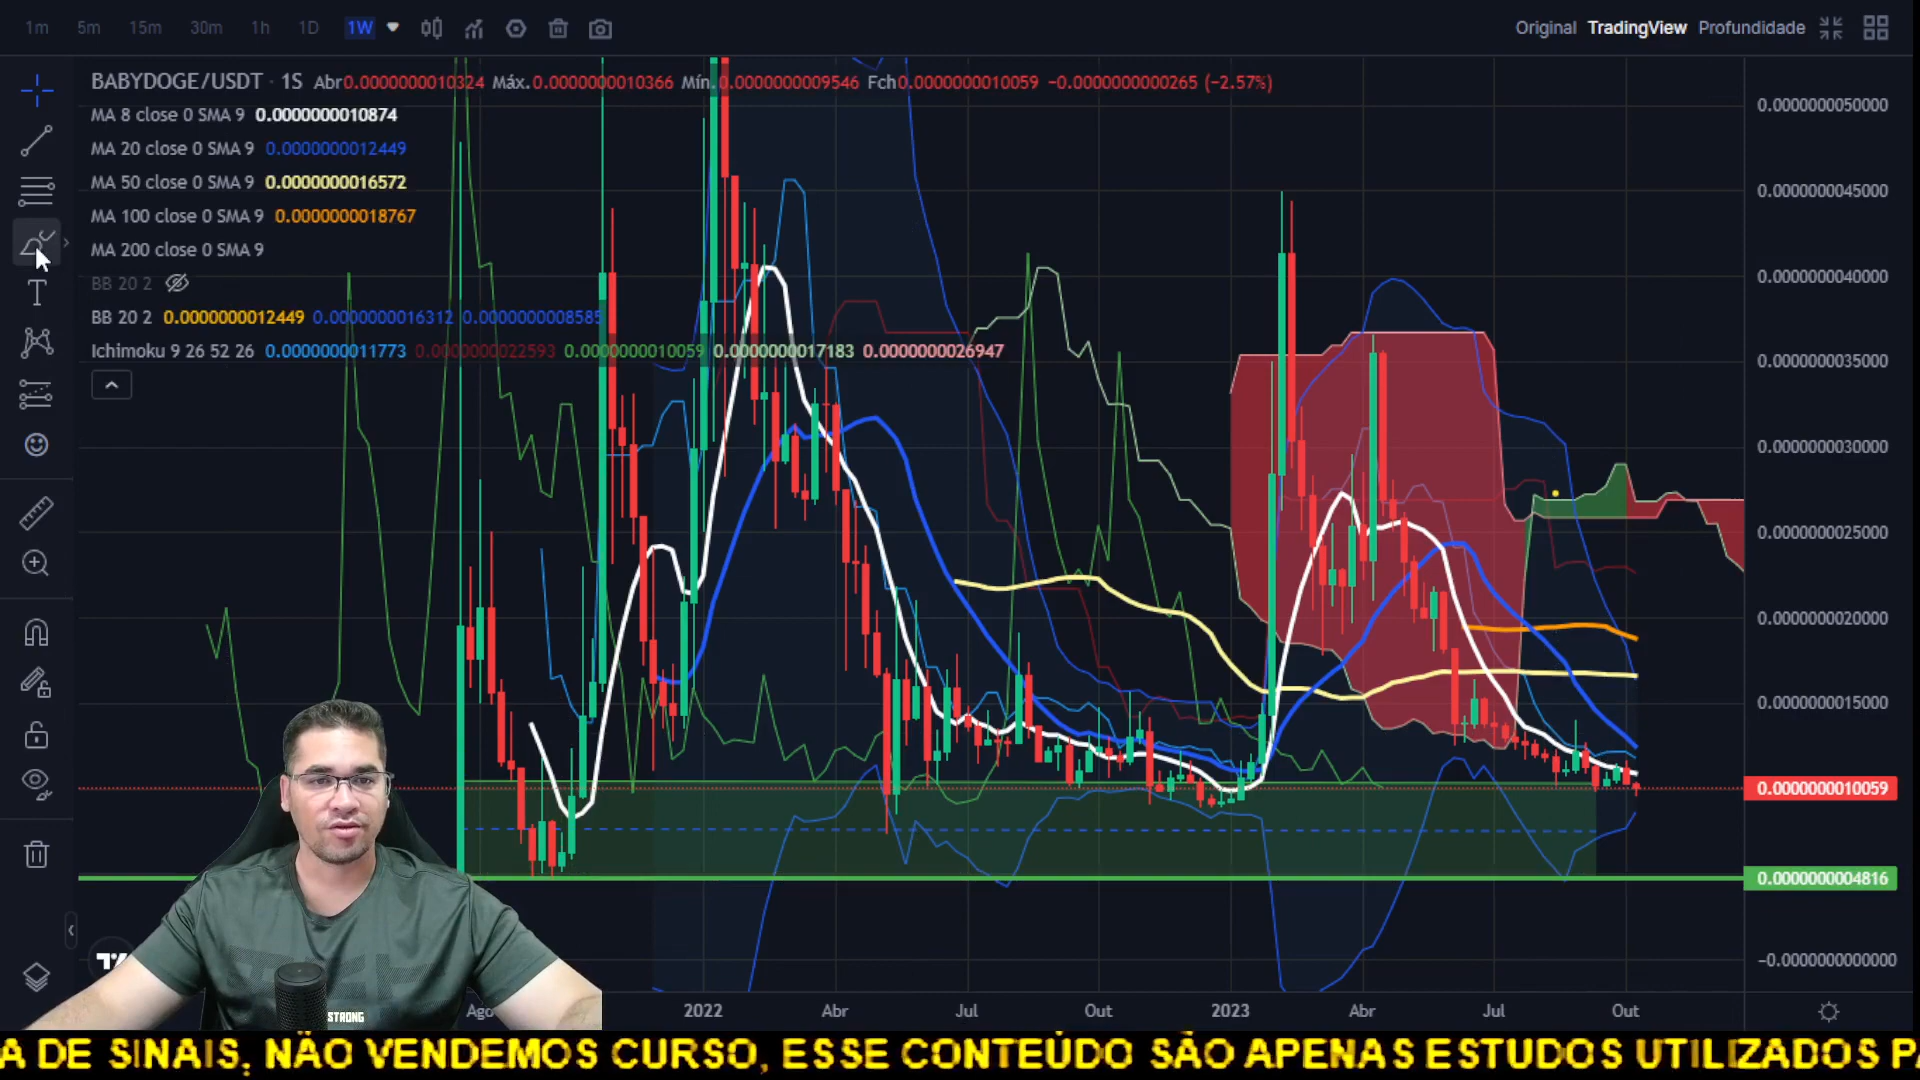 1m 5m 15m 30m 1h 1D 1W Original TradingView Profundidade
BABYDOGE/USDT · 1S Abr0.0000000010324 Máx.0.0000000010366 Mín.0.0000000009546 Fch0.0000000010059 −0.0000000000265 (−2.57%)
MA 8 close 0 SMA 9 0.0000000010874
MA 20 close 0 SMA 9 0.0000000012449
MA 50 close 0 SMA 9 0.0000000016572
MA 100 close 0 SMA 9 0.0000000018767
MA 200 close 0 SMA 9
BB 20 2
BB 20 2 0.0000000012449 0.0000000016312 0.0000000008585
Ichimoku 9 26 52 26 0.0000000011773 0.0000000022593 0.0000000010059 0.0000000017183 0.0000000026947
0.0000000050000
0.0000000045000
0.0000000040000
0.0000000035000
0.0000000030000
0.0000000025000
0.0000000020000
0.0000000015000
0.0000000010059
0.0000000004816
−0.0000000000000
Ago 2022 Abr Jul Out 2023 Abr Jul Out
STRONG
A DE SINAIS, NÃO VENDEMOS CURSO, ESSE CONTEÚDO SÃO APENAS ESTUDOS UTILIZADOS PA